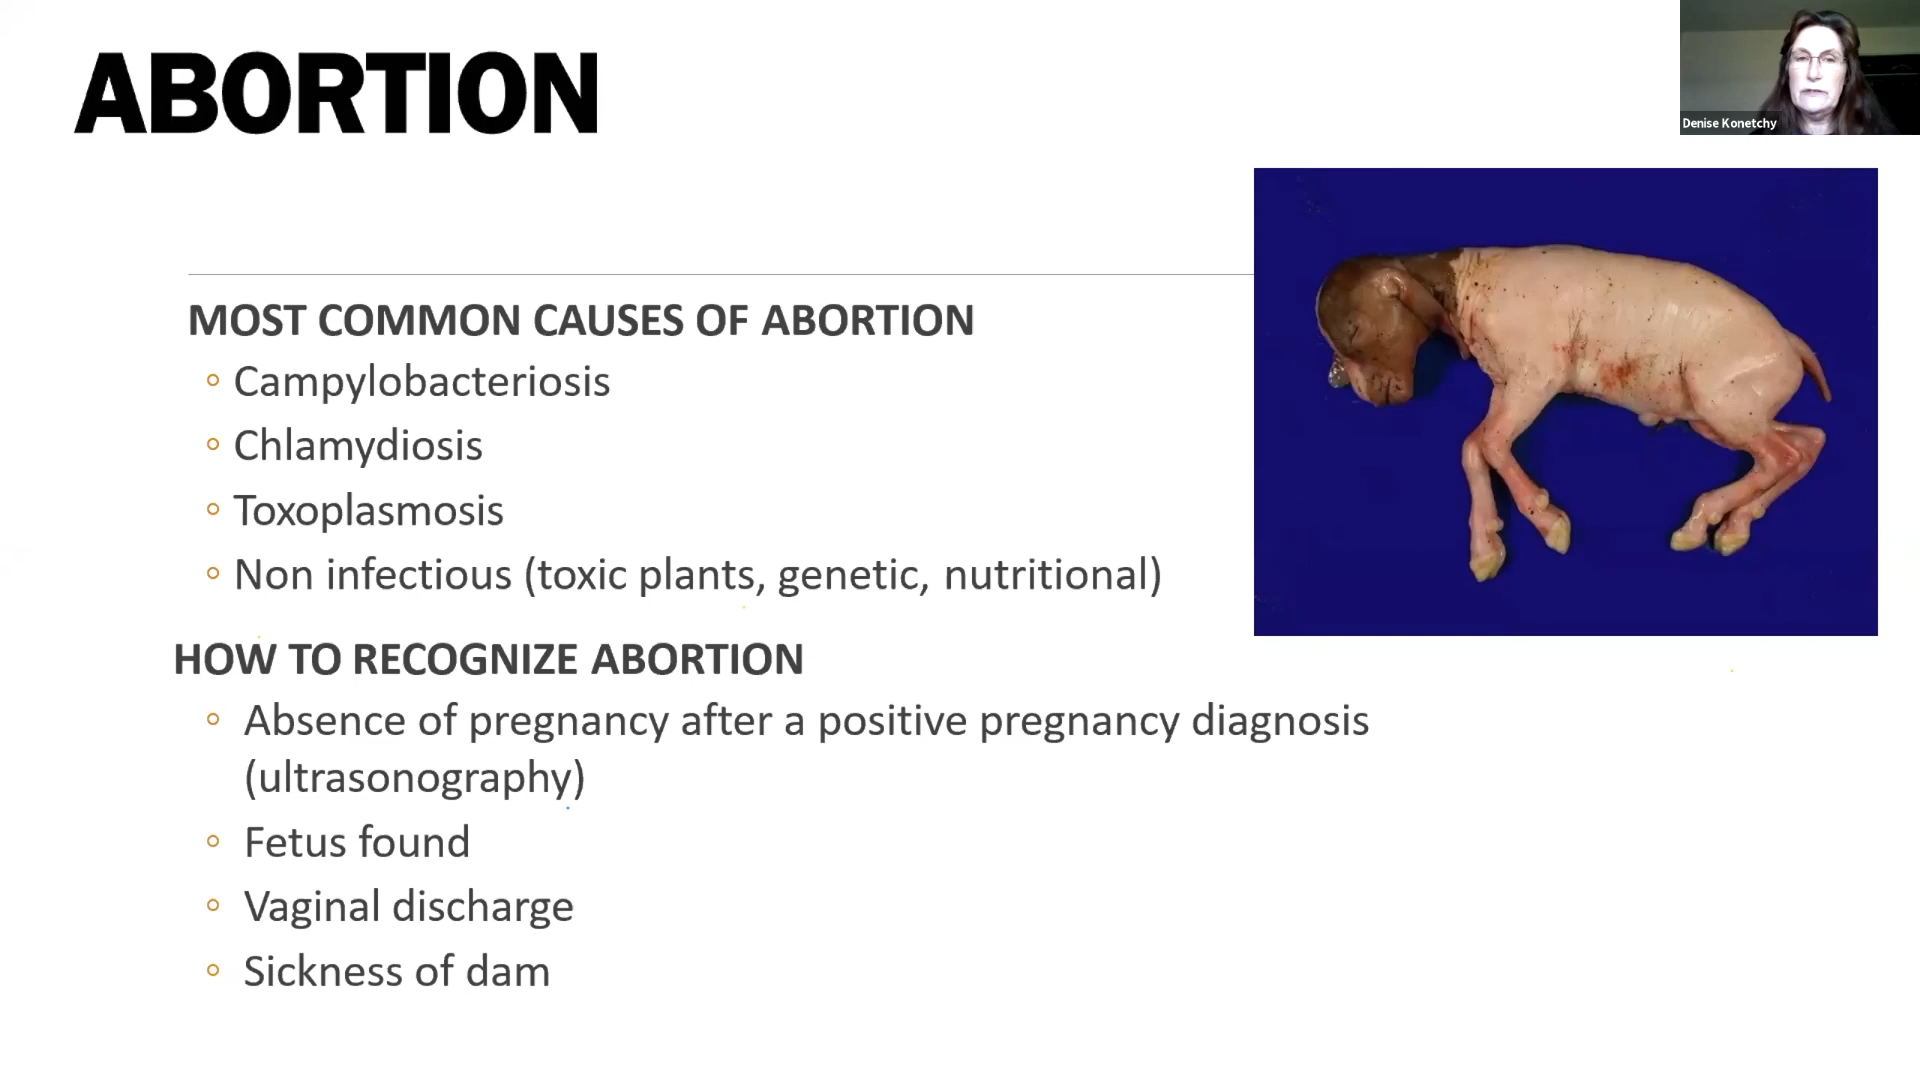 ABORTION
Denise Konetchy
MOST COMMON CAUSES OF ABORTION
Campylobacteriosis
Chlamydiosis
Toxoplasmosis
Non infectious (toxic plants, genetic, nutritional)
HOW TO RECOGNIZE ABORTION
Absence of pregnancy after a positive pregnancy diagnosis
(ultrasonography)
Fetus found
Vaginal discharge
Sickness of dam